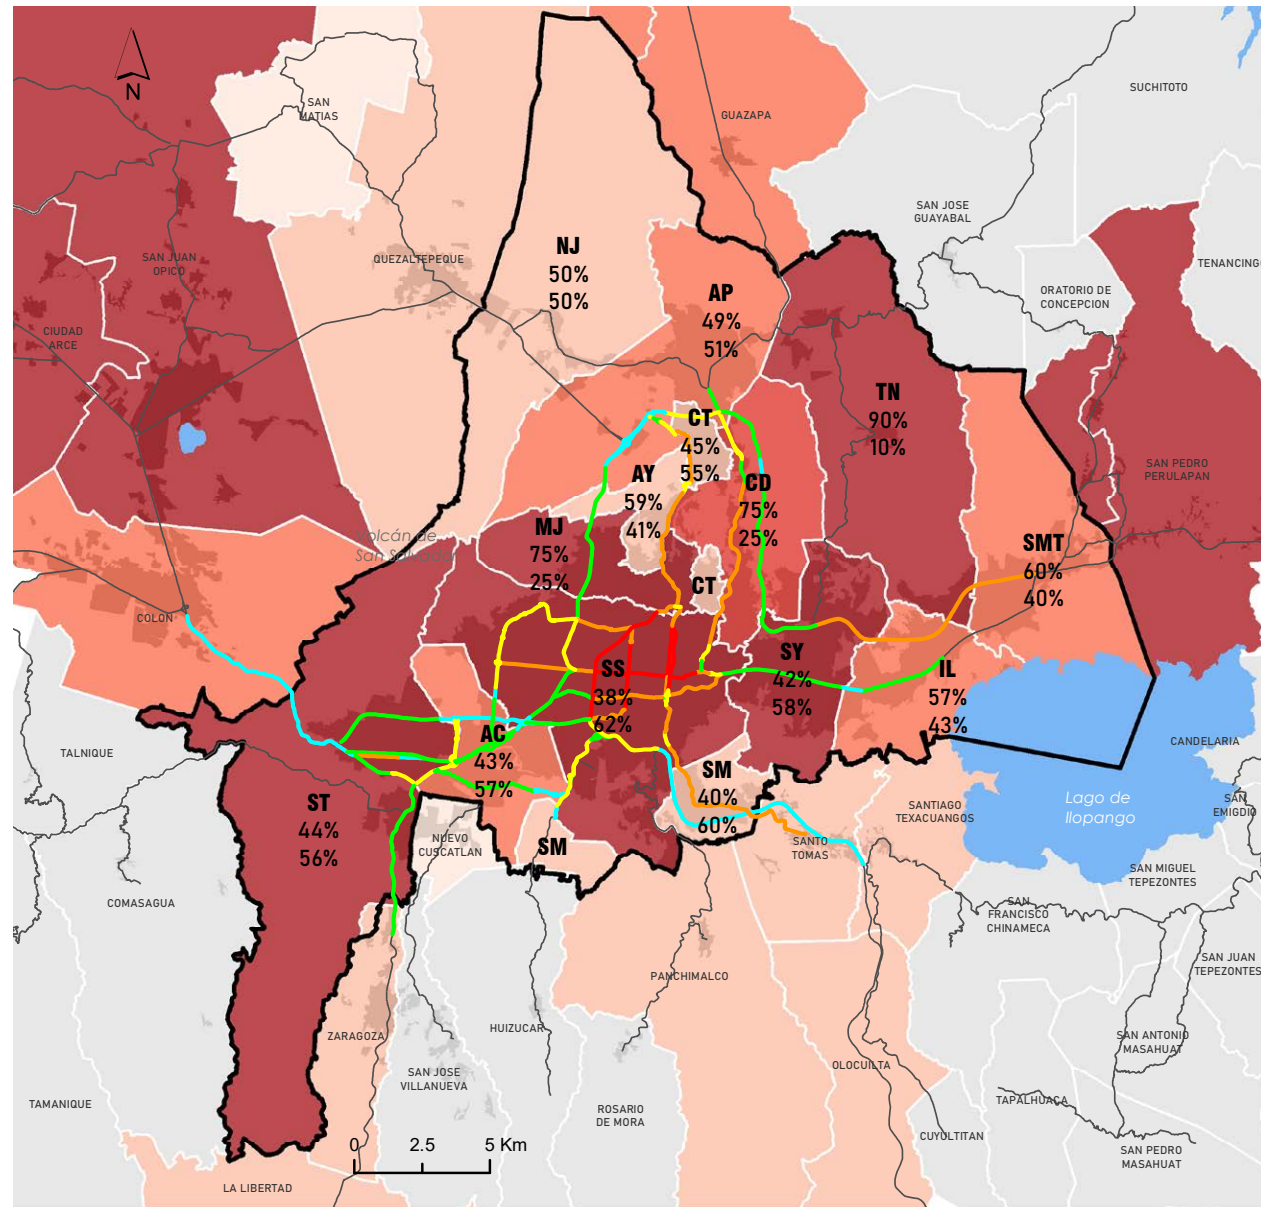 SUCHITOTO
SAN
MATIAS
GUAZAPA
N
SAN JOSE
GUAYABAL
NJ
50%
50%
SAN JUAN
OPICO
QUEZALTEPEQUE
TENANCINGO
ORATORIO DE
CONCEPCION
AP
49%
51%
CIUDAD
ARCE
TN
90%
10%
CT
45%
55%
SAN PEDRO
PERULAPAN
AY
59%
41%
CD
75%
25%
MJ
75%
25%
Volcán de
San Salvador
SMT
60%
40%
CT
COLON
SS
38%
62%
SY
42%
58%
IL
57%
43%
AC
43%
57%
TALNIQUE
CANDELARIA
SM
40%
60%
ST
44%
56%
Lago de
Ilopango
SAN
EMIGDIO
SANTIAGO
TEXACUANGOS
NUEVO
CUSCATLAN
SM
SANTO
TOMAS
SAN MIGUEL
TEPEZONTES
COMASAGUA
SAN
FRANCISCO
CHINAMECA
SAN JUAN
TEPEZONTES
PANCHIMALCO
ZARAGOZA
HUIZUCAR
SAN ANTONIO
MASAHUAT
OLOCUILTA
SAN JOSE
VILLANUEVA
TAMANIQUE
TAPALHUACA
ROSARIO
DE MORA
CUYULTITAN
0 2.5 5 Km
SAN PEDRO
MASAHUAT
LA LIBERTAD